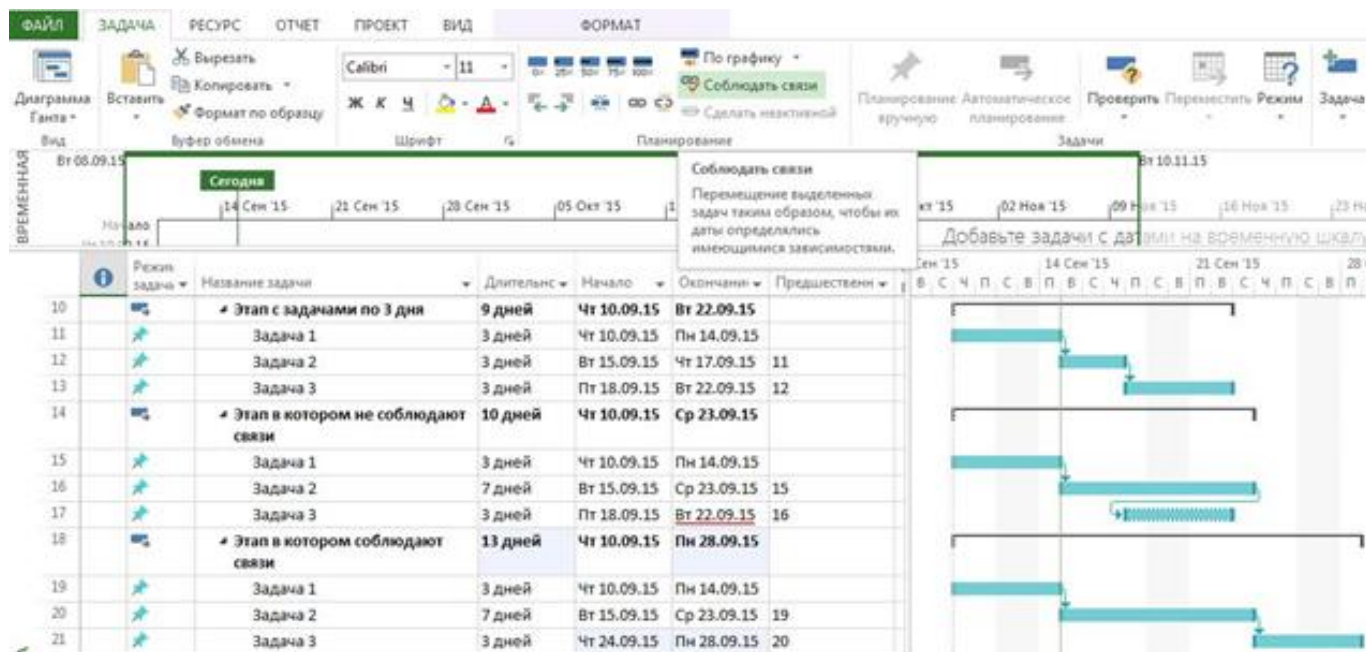 ФАЙЛ ЗАДАЧА РЕСУРС ОТЧЕТ ПРОЕКТ ВИД ФОРМАТ
Диаграмма Ганта
Вид
Вставить
Вырезать
Копировать
Формат по образцу
Буфер обмена
Calibri 11
Ж К Ч А
Шрифт
0× 25× 50× 75× 100×
По графику
Соблюдать связи
Сделать неактивной
Планирование
Планирование вручную
Автоматическое планирование
Проверить
Переместить
Режим
Задача
Задачи
ВРЕМЕННАЯ
Вт 08.09.15
Вт 10.11.15
Сегодня
14 Сен '15 21 Сен '15 28 Сен '15 05 Окт '15 кт '15 02 Ноя '15 09 Ноя '15 16 Ноя '15
Начало
Добавьте задачи с датами на временную шкалу
Соблюдать связи
Перемещение выделенных
задач таким образом, чтобы их
даты определялись
имеющимися зависимостями.
Режим задачи Название задачи Длительнс Начало Окончани Предшественн
Сен '15 14 Сен '15 21 Сен '15 28
В С Ч П С В П В С Ч П С В П В С Ч П С В П
10 Этап с задачами по 3 дня 9 дней Чт 10.09.15 Вт 22.09.15
11 Задача 1 3 дней Чт 10.09.15 Пн 14.09.15
12 Задача 2 3 дней Вт 15.09.15 Чт 17.09.15 11
13 Задача 3 3 дней Пт 18.09.15 Вт 22.09.15 12
14 Этап в котором не соблюдают 10 дней Чт 10.09.15 Ср 23.09.15
связи
15 Задача 1 3 дней Чт 10.09.15 Пн 14.09.15
16 Задача 2 7 дней Вт 15.09.15 Ср 23.09.15 15
17 Задача 3 3 дней Пт 18.09.15 Вт 22.09.15 16
18 Этап в котором соблюдают 13 дней Чт 10.09.15 Пн 28.09.15
связи
19 Задача 1 3 дней Чт 10.09.15 Пн 14.09.15
20 Задача 2 7 дней Вт 15.09.15 Ср 23.09.15 19
21 Задача 3 3 дней Чт 24.09.15 Пн 28.09.15 20